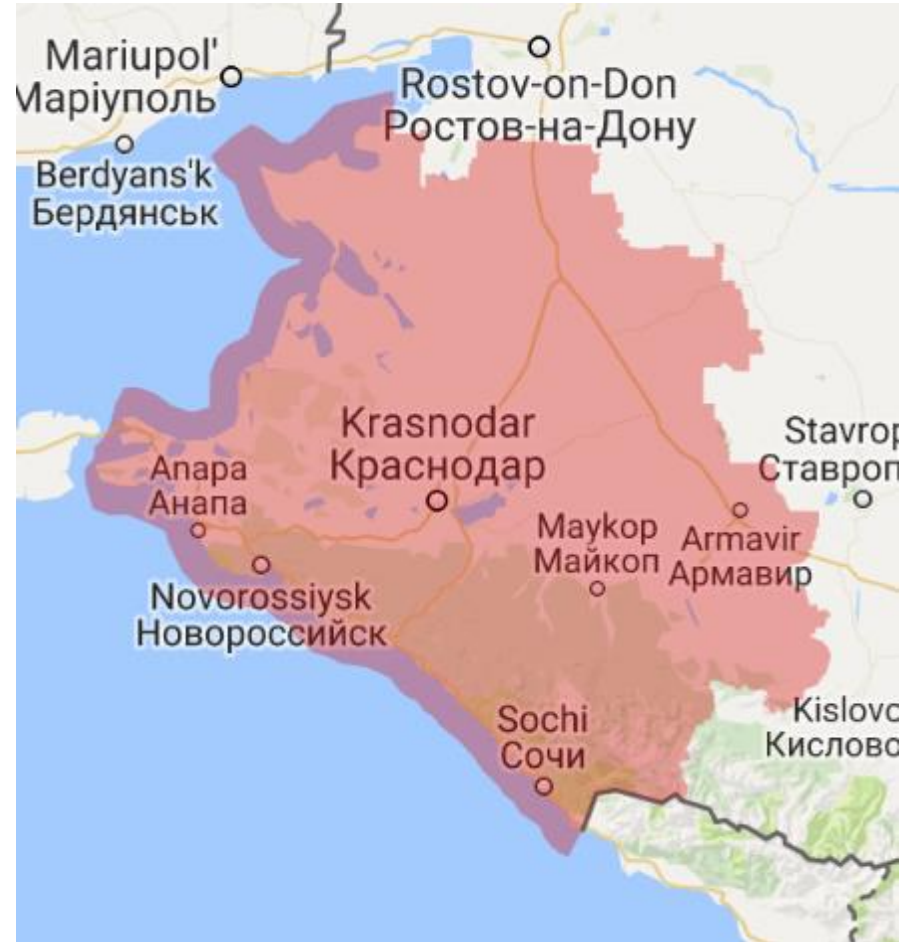 Mariupol'
Маріуполь
Rostov-on-Don
Ростов-на-Дону
Berdyans'k
Бердянськ
Krasnodar
Краснодар
Stavrop
Ставроп
Anapa
Анапа
Maykop
Майкоп
Armavir
Армавир
Novorossiysk
Новороссийск
Sochi
Сочи
Kislovo
Кислово